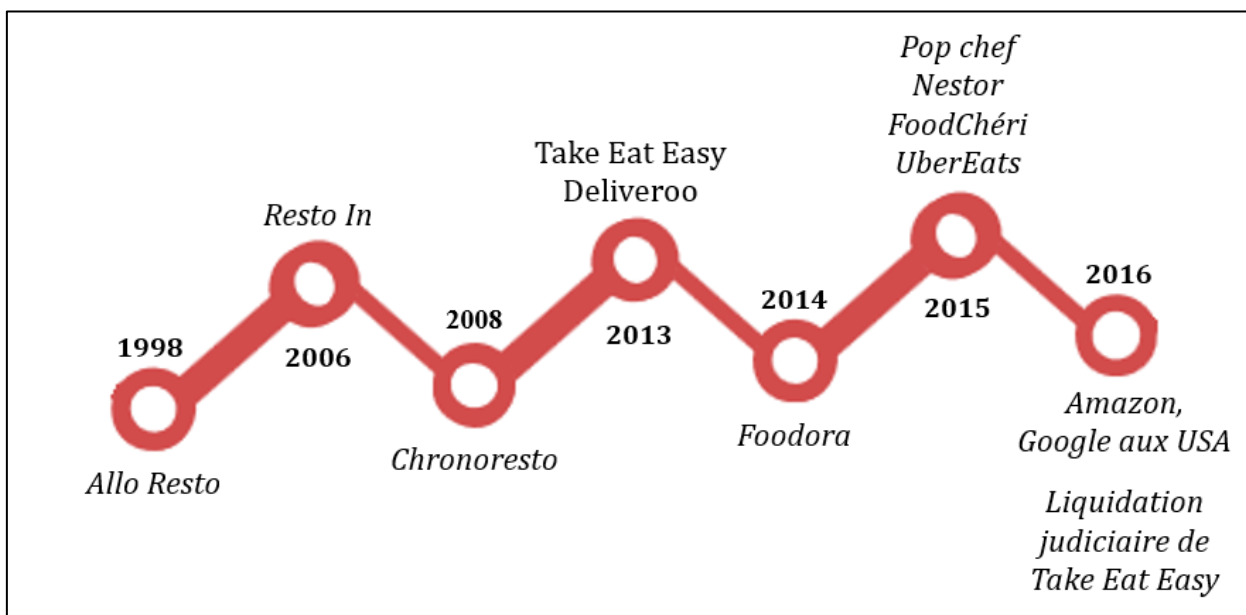 1998
Allo Resto
Resto In
2006
2008
Chronoresto
Take Eat Easy
Deliveroo
2013
2014
Foodora
Pop chef
Nestor
FoodChéri
UberEats
2015
2016
Amazon,
Google aux USA
Liquidation
judiciaire de
Take Eat Easy